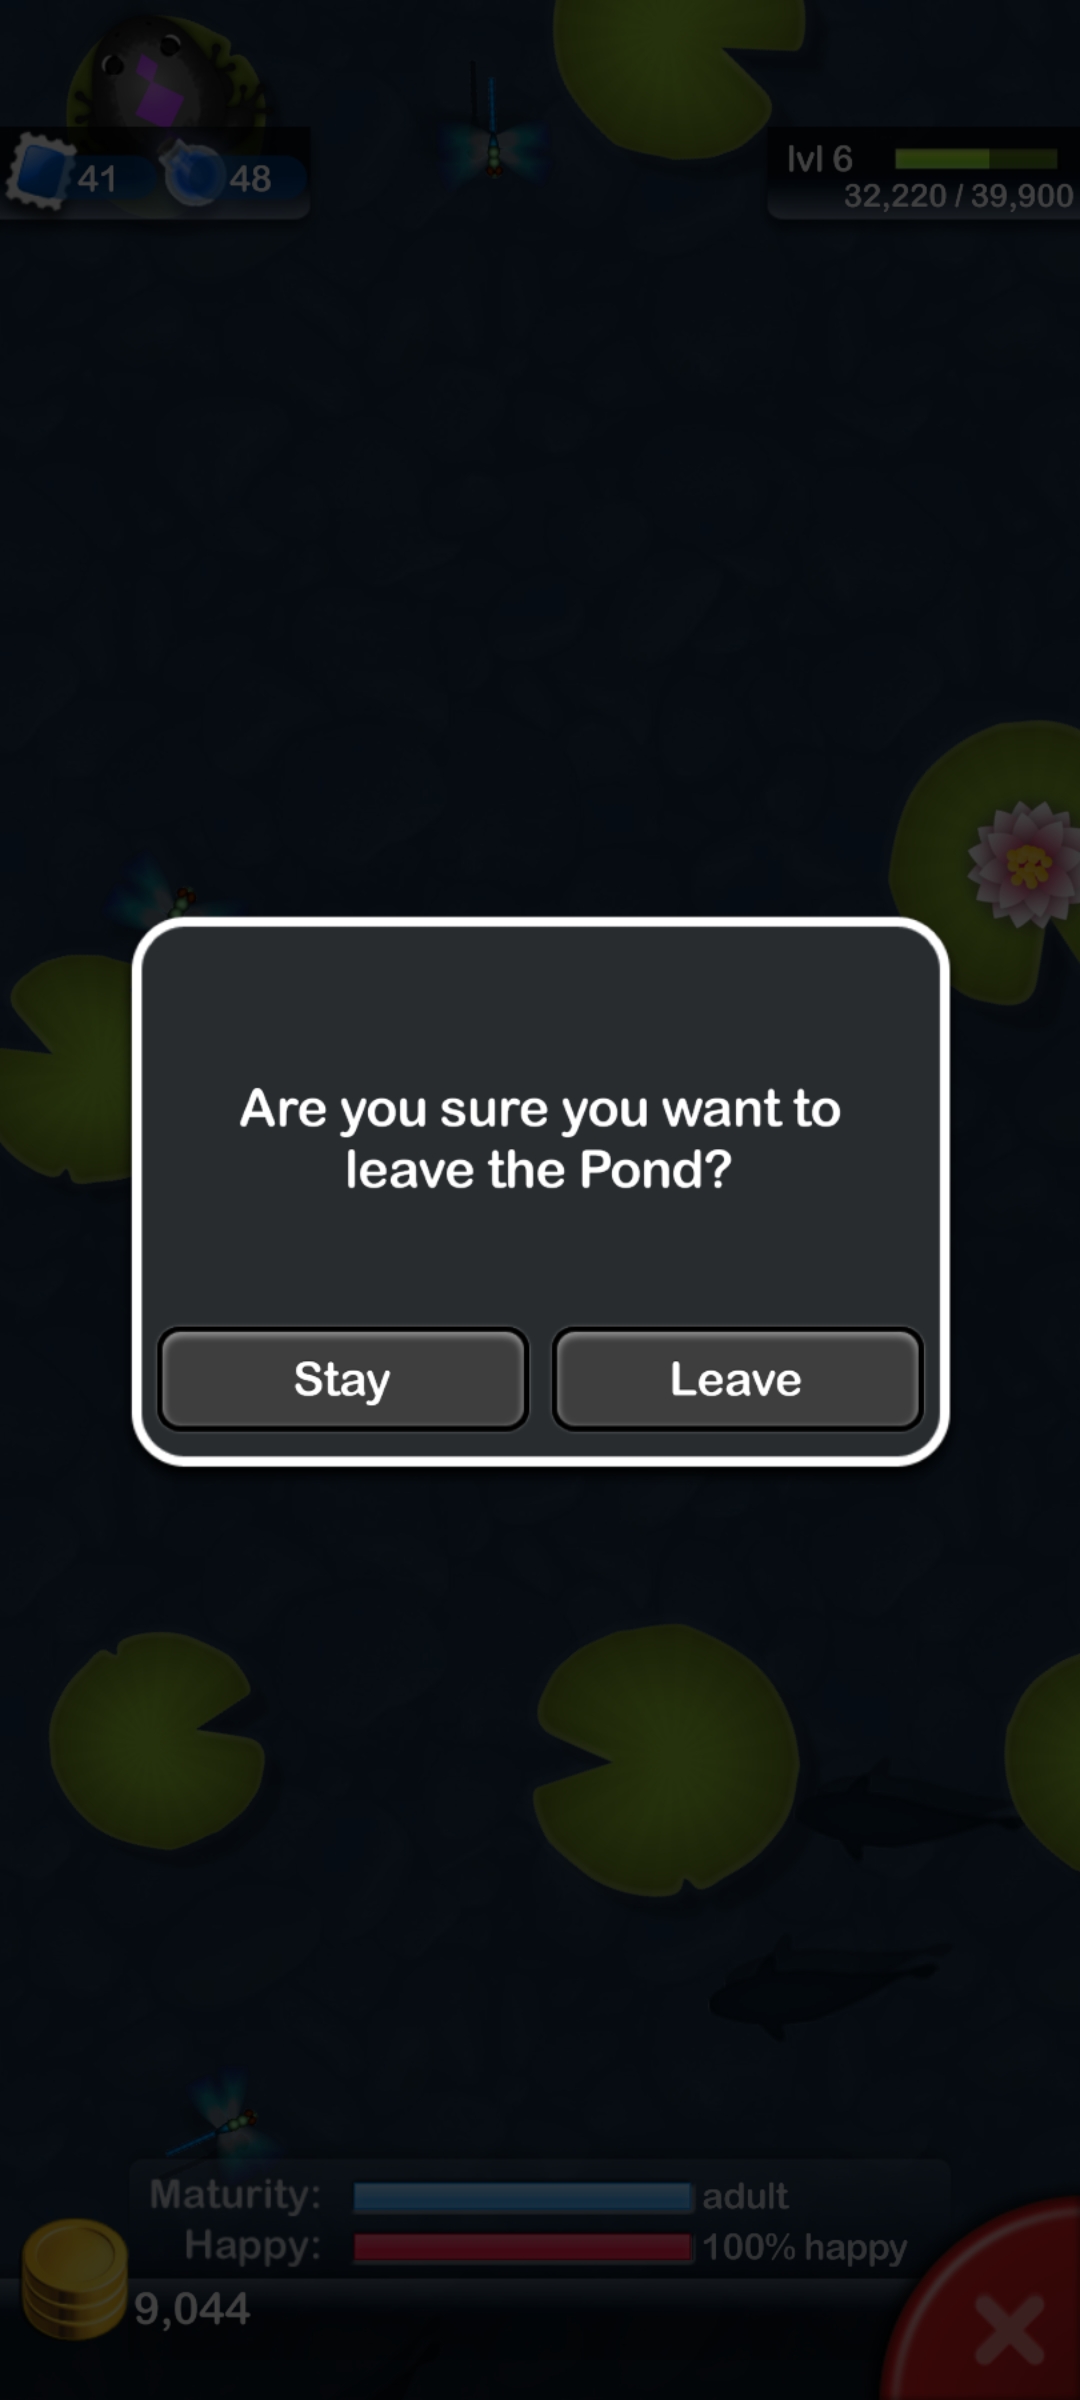 41
48
lvl 6
32,220 / 39,900
Are you sure you want to
leave the Pond?
Stay
Leave
Maturity:
adult
Happy:
100% happy
9,044